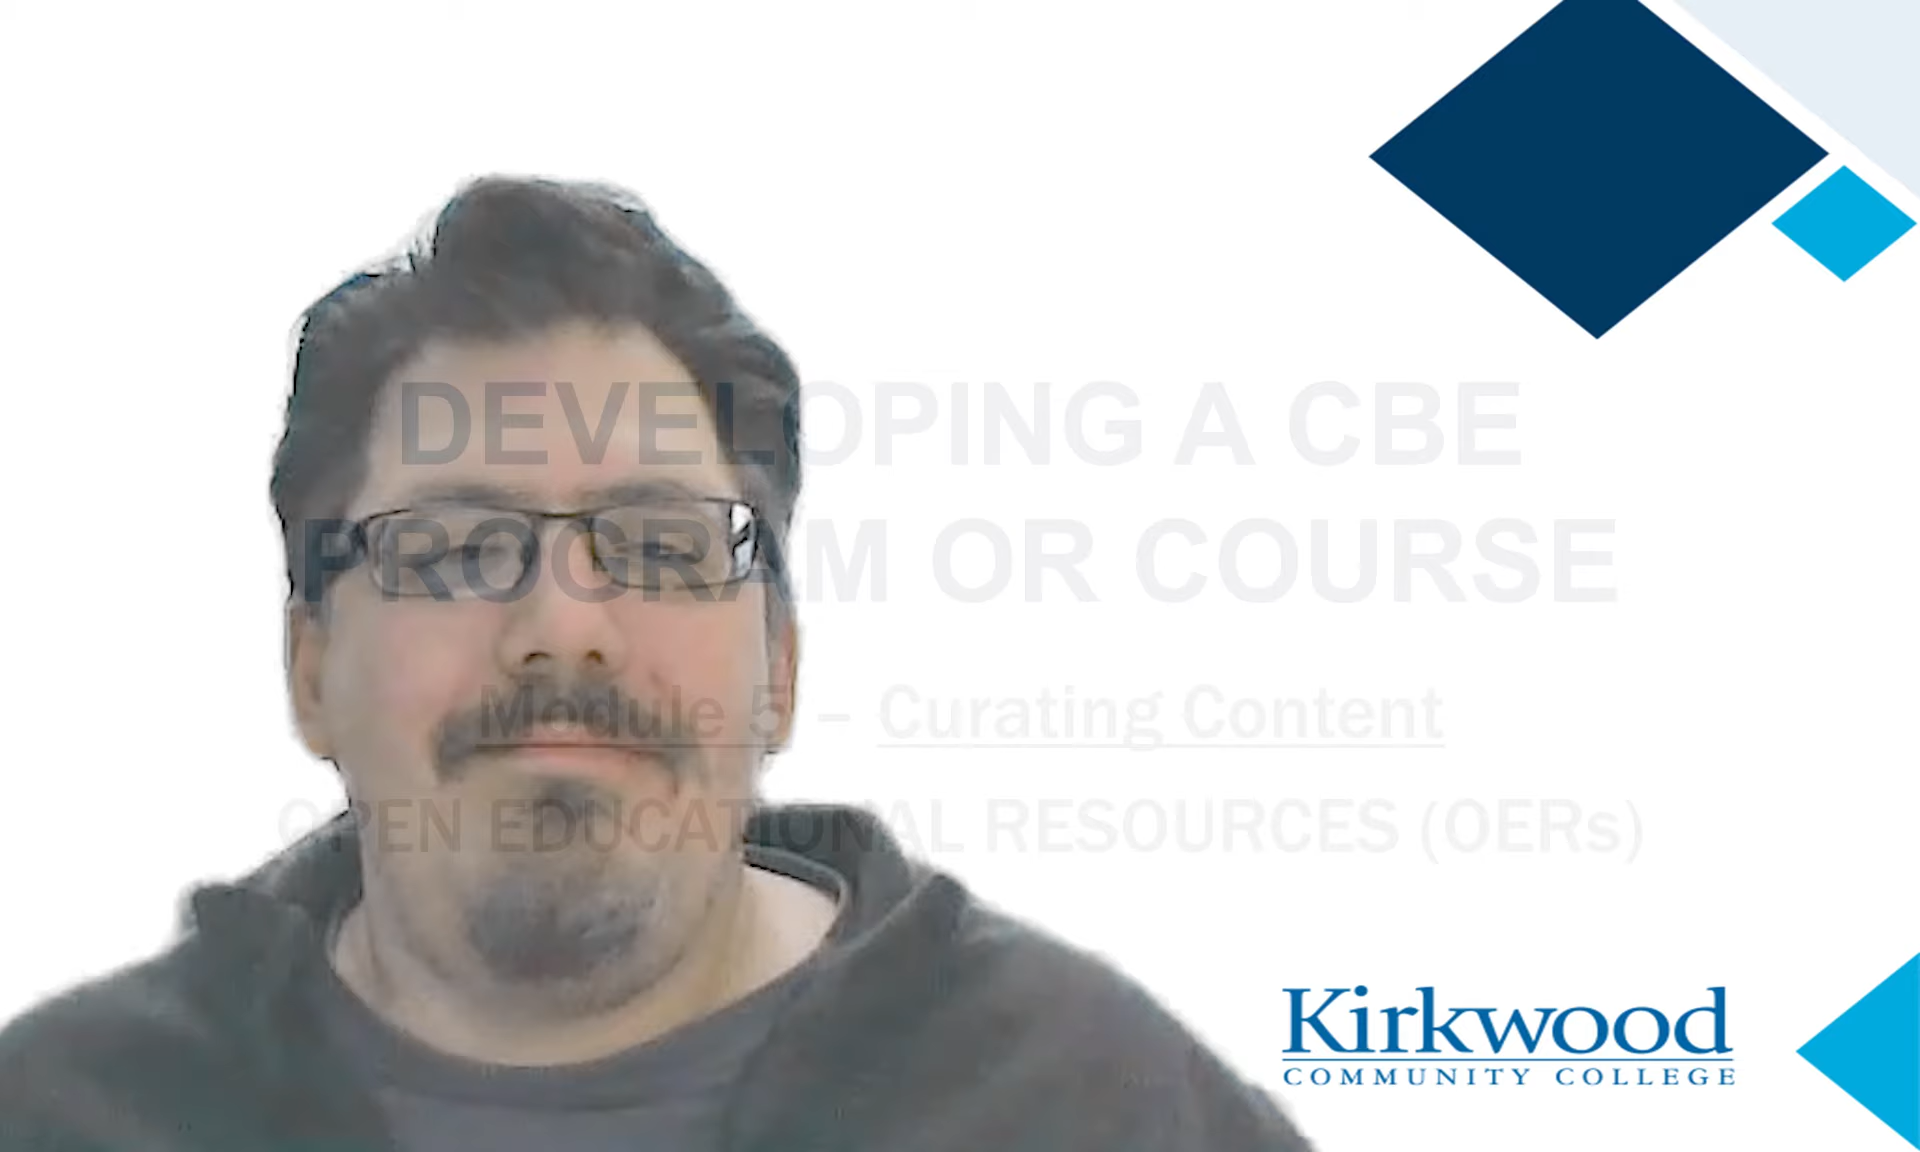 DEVELOPING A CBE
PROGRAM OR COURSE
Module 5 – Curating Content
OPEN EDUCATIONAL RESOURCES (OERs)
Kirkwood
COMMUNITY COLLEGE